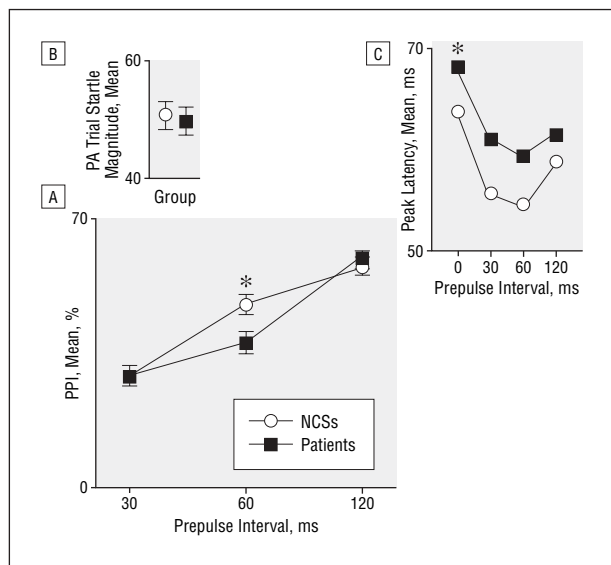 B
60
PA Trial Startle
Magnitude, Mean
40
Group
C
70
*
Peak Latency, Mean, ms
50
0 30 60 120
Prepulse Interval, ms
A
70
*
PPI, Mean, %
NCSs
Patients
0
30 60 120
Prepulse Interval, ms